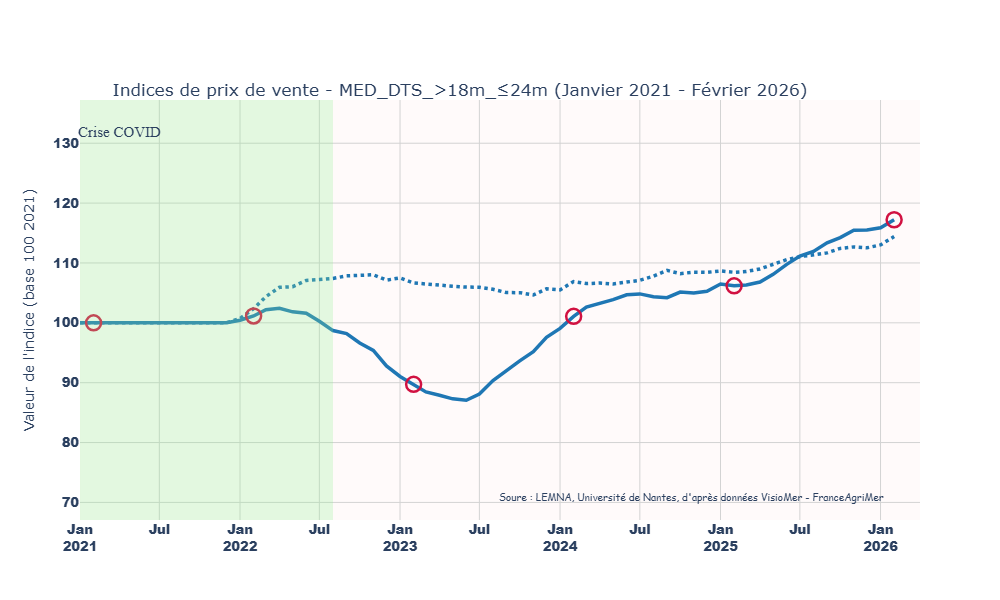 Indices de prix de vente - MED_DTS_>18m_≤24m (Janvier 2021 - Février 2026)
Crise COVID
Valeur de l'indice (base 100 2021)
130
120
110
100
90
80
70
Soure : LEMNA, Université de Nantes, d'après données VisioMer - FranceAgriMer
Jan Jul Jan Jul Jan Jul Jan Jul Jan Jul Jan
2021 2022 2023 2024 2025 2026